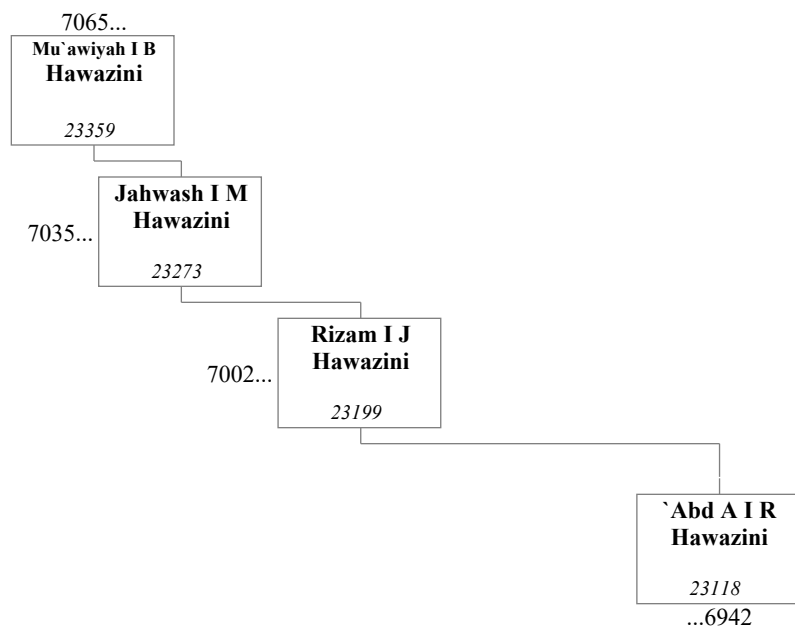 7065...
Mu`awiyah I B
Hawazini
23359
Jahwash I M
Hawazini
7035...
23273
Rizam I J
Hawazini
7002...
23199
`Abd A I R
Hawazini
23118
...6942